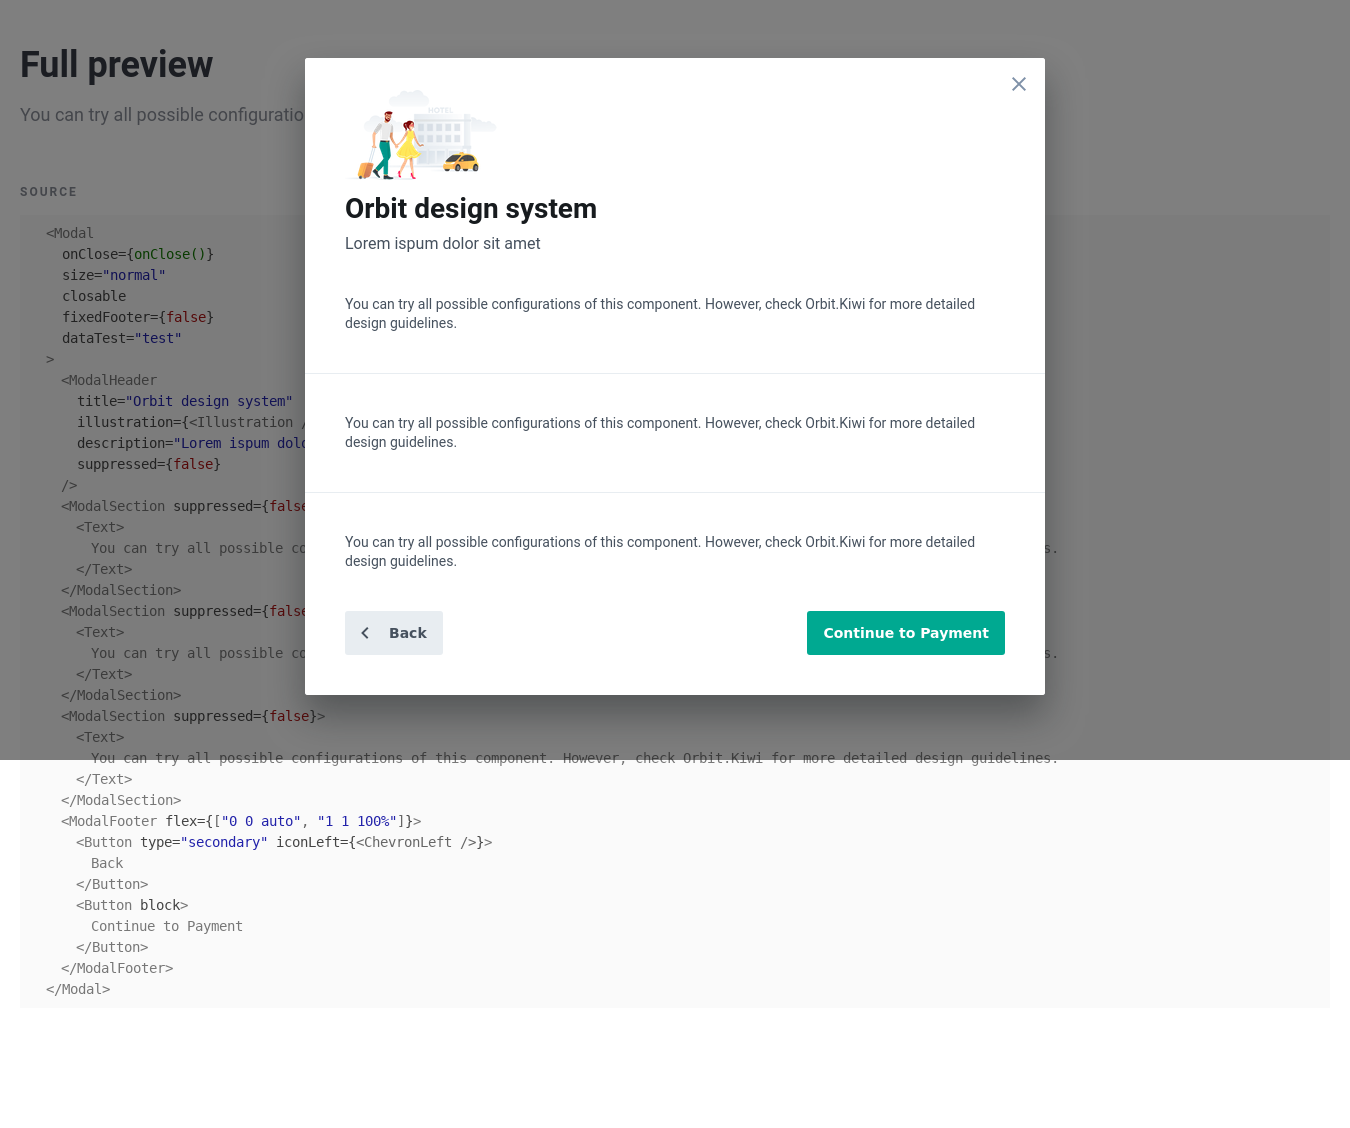 Full preview
You can try all possible configuratio
SOURCE
<Modal
onClose={onClose()}
size="normal"
closable
fixedFooter={false}
dataTest="test"
>
<ModalHeader
title="Orbit design system"
illustration={<Illustration /
description="Lorem ispum dolo
suppressed={false}
/>
<ModalSection suppressed={false
<Text>
You can try all possible co
s.
</Text>
</ModalSection>
<ModalSection suppressed={false
<Text>
You can try all possible co
s.
</Text>
</ModalSection>
<ModalSection suppressed={false}>
<Text>
You can try all possible configurations of this component. However, check Orbit.Kiwi for more detailed design guidelines.
</Text>
</ModalSection>
<ModalFooter flex={["0 0 auto", "1 1 100%"]}>
<Button type="secondary" iconLeft={<ChevronLeft />}>
Back
</Button>
<Button block>
Continue to Payment
</Button>
</ModalFooter>
</Modal>
HOTEL
Orbit design system
Lorem ispum dolor sit amet
You can try all possible configurations of this component. However, check Orbit.Kiwi for more detailed
design guidelines.
You can try all possible configurations of this component. However, check Orbit.Kiwi for more detailed
design guidelines.
You can try all possible configurations of this component. However, check Orbit.Kiwi for more detailed
design guidelines.
Back
Continue to Payment